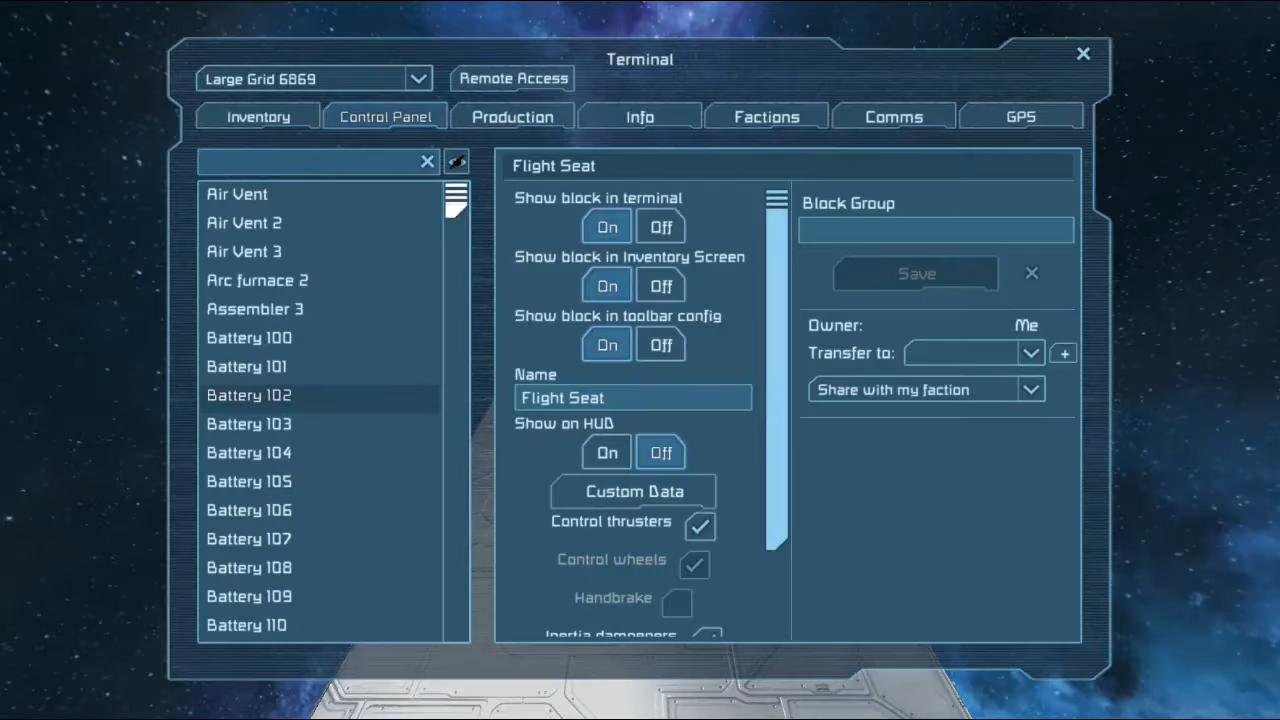 Terminal
Large Grid 6869
Remote Access
Inventory
Control Panel
Production
Info
Factions
Comms
GPS
Air Vent
Air Vent 2
Air Vent 3
Arc furnace 2
Assembler 3
Battery 100
Battery 101
Battery 102
Battery 103
Battery 104
Battery 105
Battery 106
Battery 107
Battery 108
Battery 109
Battery 110
Flight Seat
Show block in terminal
On Off
Show block in Inventory Screen
On Off
Show block in toolbar config
On Off
Name
Flight Seat
Show on HUD
On Off
Custom Data
Control thrusters
Control wheels
Handbrake
Inertia dampeners
Block Group
Save
Owner: Me
Transfer to:
Share with my faction